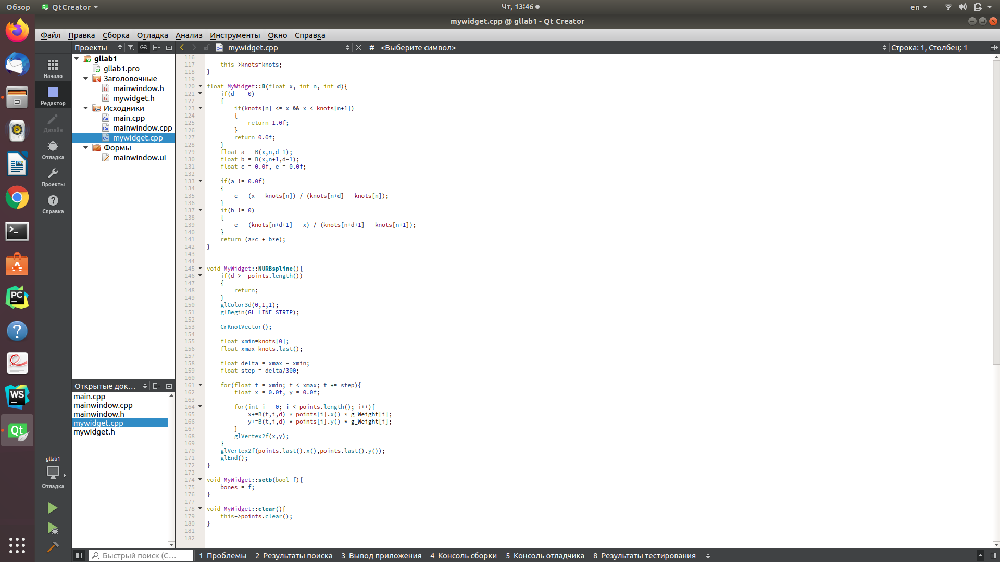 Обзор
QtCreator
Чт, 13:46
en
mywidget.cpp @ gllab1 - Qt Creator
Файл Правка Сборка Отладка Анализ Инструменты Окно Справка
Проекты
mywidget.cpp
# <Выберите символ>
Строка: 1, Столбец: 1
Начало
Редактор
Дизайн
Отладка
Проекты
Справка
gllab1
gllab1.pro
Заголовочные
mainwindow.h
mywidget.h
Исходники
main.cpp
mainwindow.cpp
mywidget.cpp
Формы
mainwindow.ui
Открытые док...
main.cpp
mainwindow.cpp
mainwindow.h
mywidget.cpp
mywidget.h
gllab1
Отладка
116
117 this->knots=knots;
118 }
119
120 float MyWidget::B(float x, int n, int d){
121 if(d == 0)
122 {
123 if(knots[n] <= x && x < knots[n+1])
124 {
125 return 1.0f;
126 }
127 return 0.0f;
128 }
129 float a = B(x,n,d-1);
130 float b = B(x,n+1,d-1);
131 float c = 0.0f, e = 0.0f;
132
133 if(a != 0.0f)
134 {
135 c = (x - knots[n]) / (knots[n+d] - knots[n]);
136 }
137 if(b != 0)
138 {
139 e = (knots[n+d+1] - x) / (knots[n+d+1] - knots[n+1]);
140 }
141 return (a*c + b*e);
142 }
143
144
145 void MyWidget::NURBspline(){
146 if(d >= points.length())
147 {
148 return;
149 }
150 glColor3d(0,1,1);
151 glBegin(GL_LINE_STRIP);
152
153 CrKnotVector();
154
155 float xmin=knots[0];
156 float xmax=knots.last();
157
158 float delta = xmax - xmin;
159 float step = delta/300;
160
161 for(float t = xmin; t < xmax; t += step){
162 float x = 0.0f, y = 0.0f;
163
164 for(int i = 0; i < points.length(); i++){
165 x+=B(t,i,d) * points[i].x() * g_Weight[i];
166 y+=B(t,i,d) * points[i].y() * g_Weight[i];
167 }
168 glVertex2f(x,y);
169 }
170 glVertex2f(points.last().x(),points.last().y());
171 glEnd();
172 }
173
174 void MyWidget::setb(bool f){
175 bones = f;
176 }
177
178 void MyWidget::clear(){
179 this->points.clear();
180 }
181
182
Быстрый поиск (С...
1 Проблемы 2 Результаты поиска 3 Вывод приложения 4 Консоль сборки 5 Консоль отладчика 8 Результаты тестирования
PC
WS
Qt